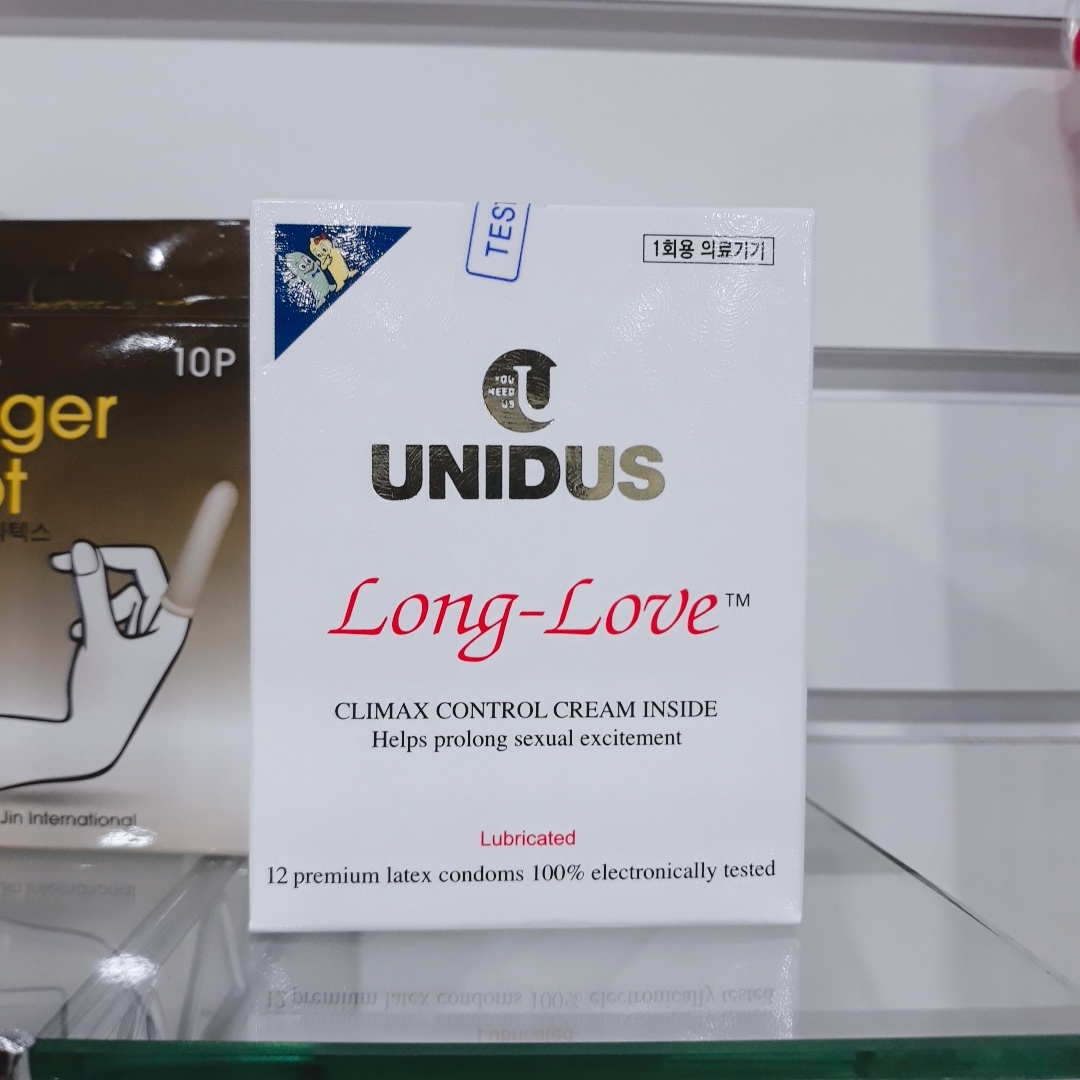 TES
1회용 의료기기
YOU
NEED
US
U
UNIDUS
Long-Love™
CLIMAX CONTROL CREAM INSIDE
Helps prolong sexual excitement
Lubricated
12 premium latex condoms 100% electronically tested
10P
ger
ot
텍스
Jin International